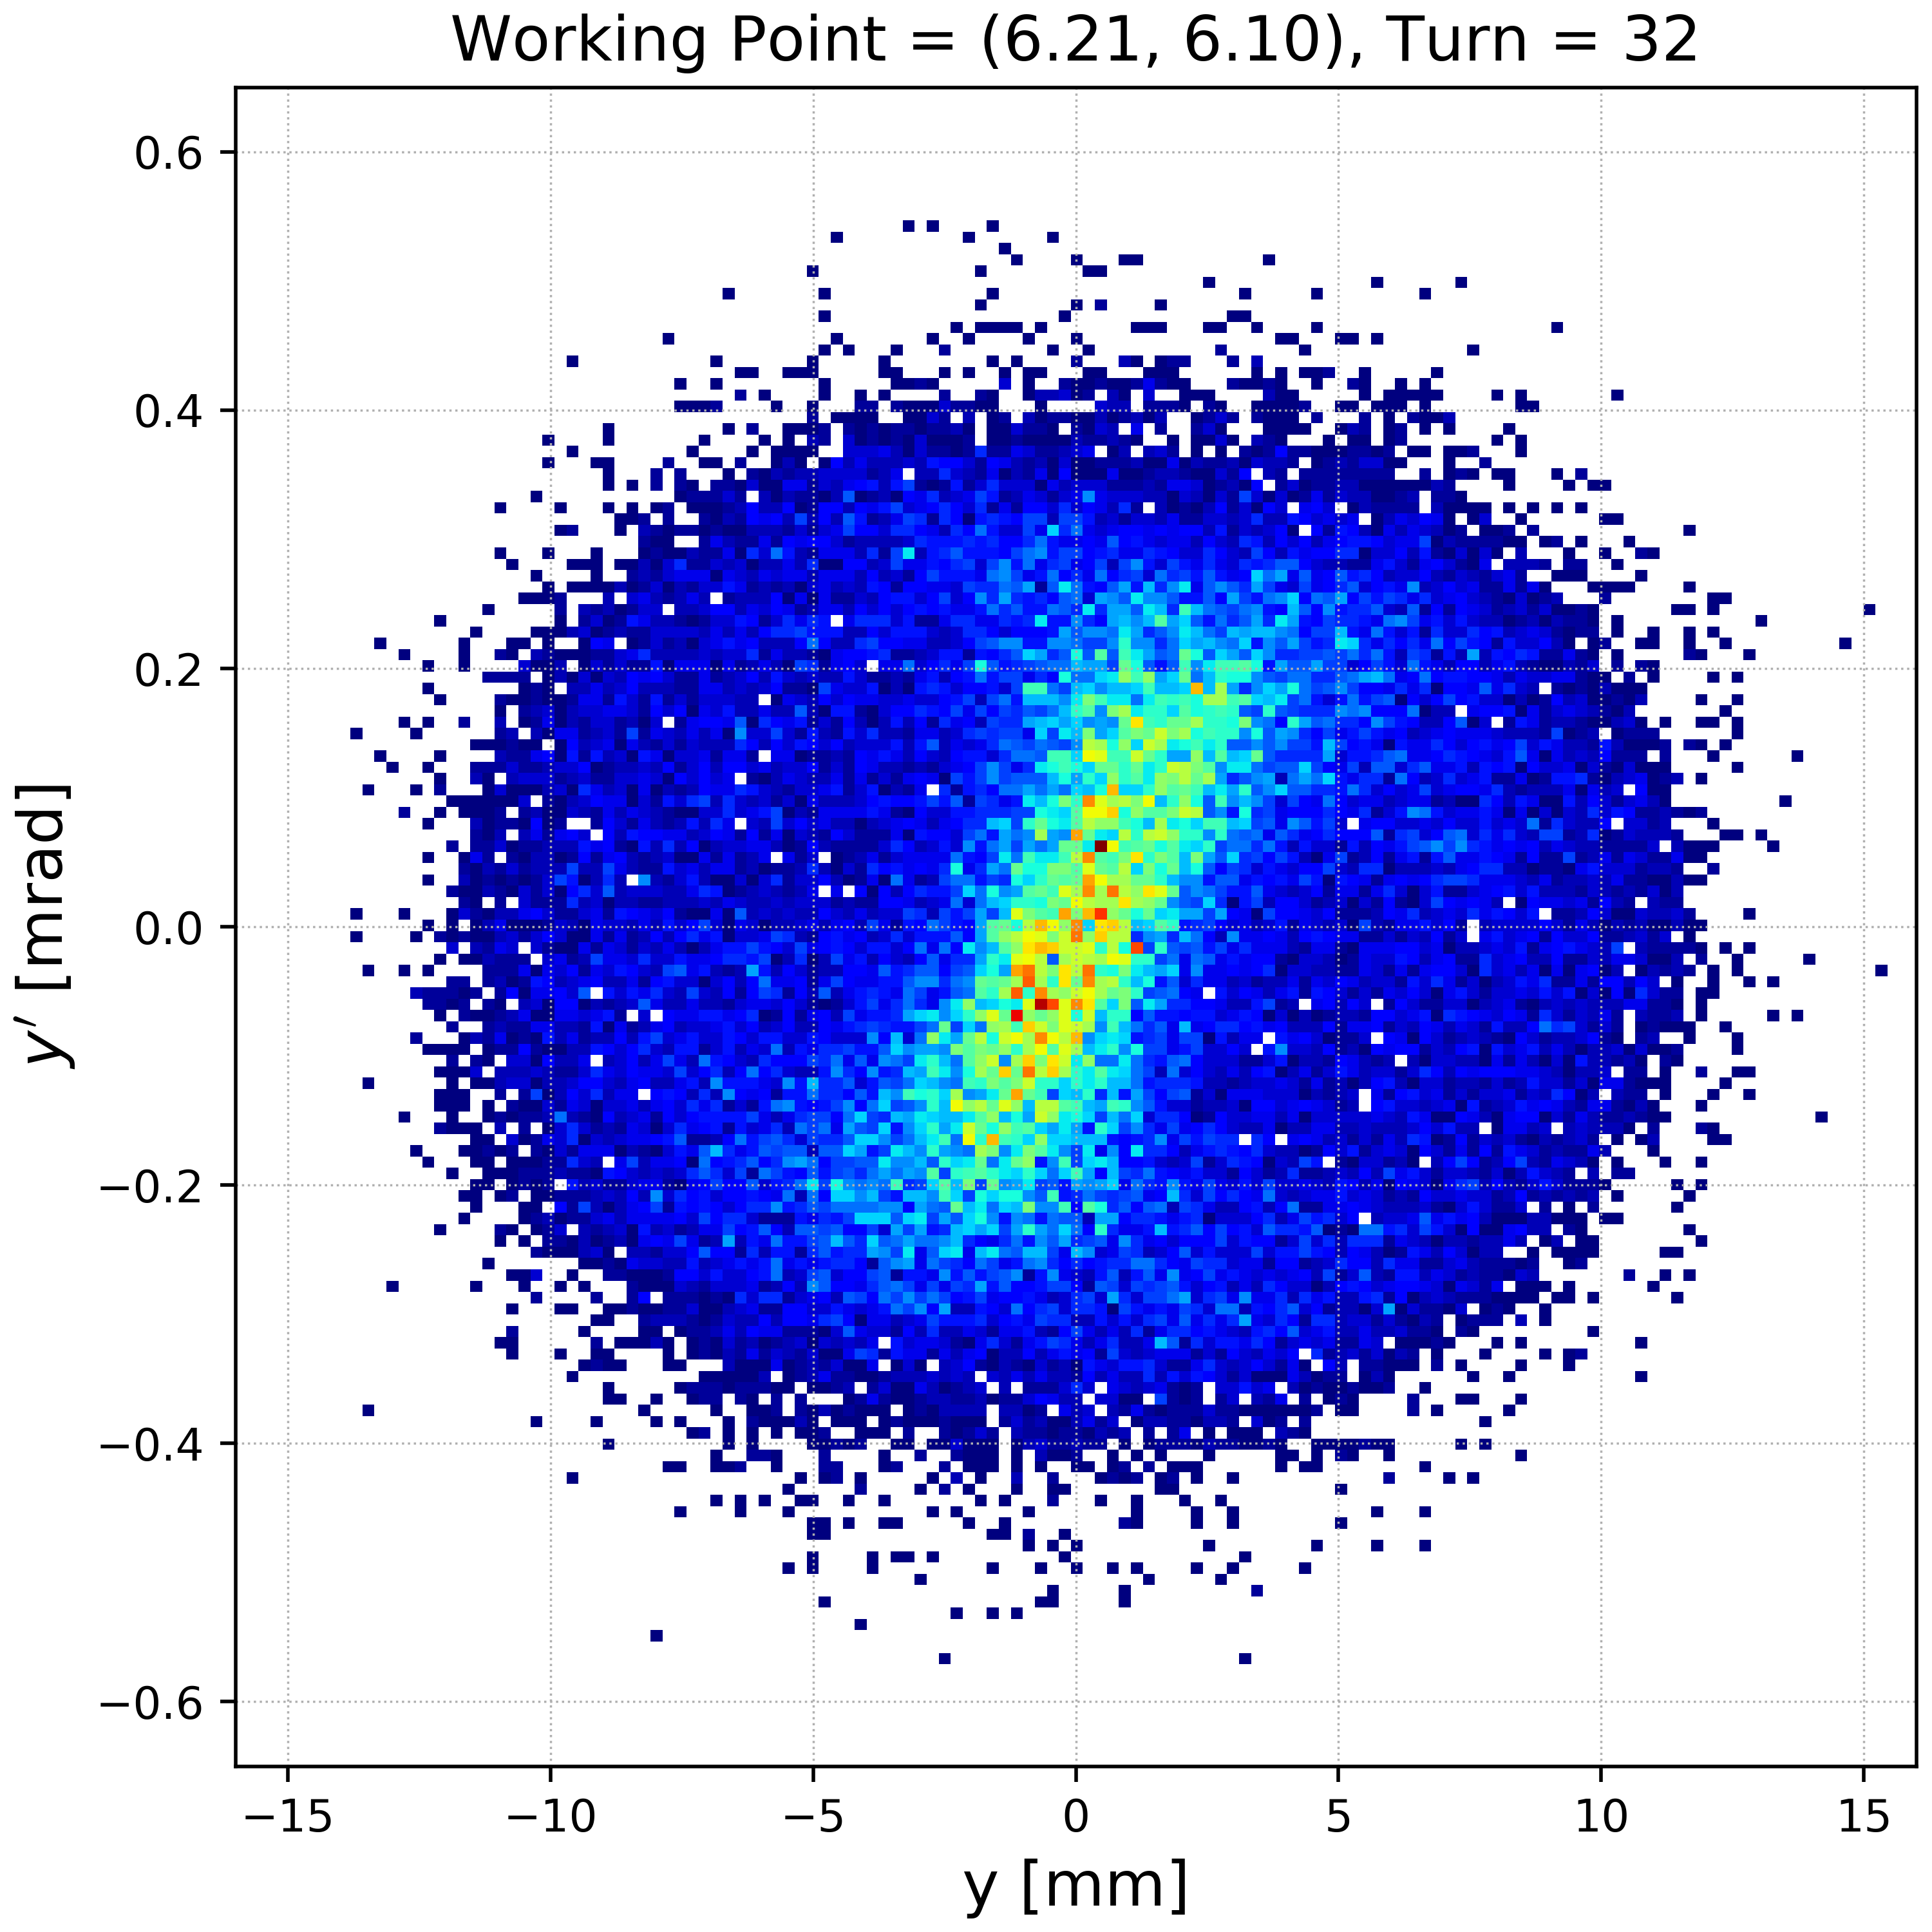 Working Point = (6.21, 6.10), Turn = 32
0.6
0.4
0.2
0.0
−0.2
−0.4
−0.6
y′ [mrad]
−15 −10 −5 0 5 10 15
y [mm]